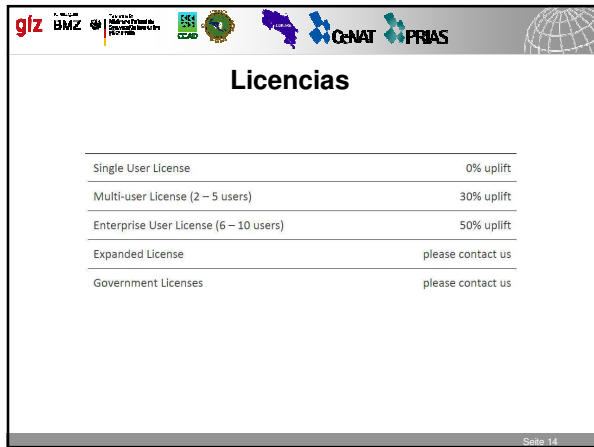 giz BMZ CCAD CeNAT PRIAS
Licencias
Single User License 0% uplift
Multi-user License (2 – 5 users) 30% uplift
Enterprise User License (6 – 10 users) 50% uplift
Expanded License please contact us
Government Licenses please contact us
Seite 14